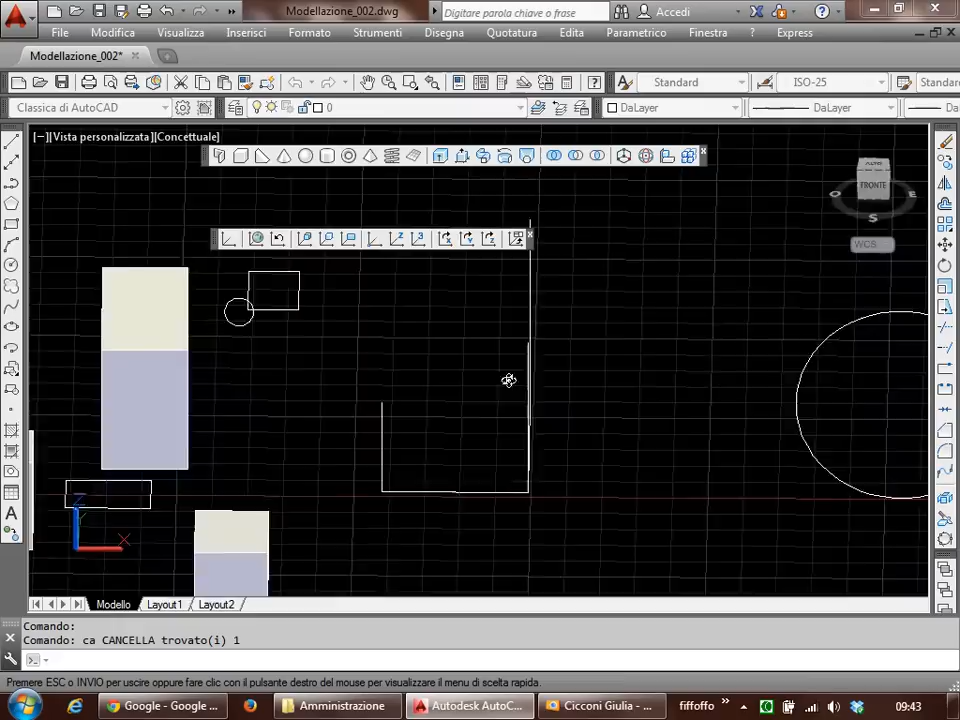 Modellazione_002.dwg
Digitare parola chiave o frase
Accedi
File
Modifica
Visualizza
Inserisci
Formato
Strumenti
Disegna
Quotatura
Edita
Parametrico
Finestra
?
Express
Modellazione_002*
Standard
ISO-25
Standard
Classica di AutoCAD
0
DaLayer
DaLayer
[−][Vista personalizzata][Concettuale]
ALTO
FRONTE
O
E
S
WCS
Z
Y
X
Modello
Layout1
Layout2
Comando:
Comando: ca CANCELLA trovato(i) 1
Premere ESC o INVIO per uscire oppure fare clic con il pulsante destro del mouse per visualizzare il menu di scelta rapida.
Google - Google ...
Amministrazione
Autodesk AutoC...
Cicconi Giulia - ...
fiffoffo
09:43